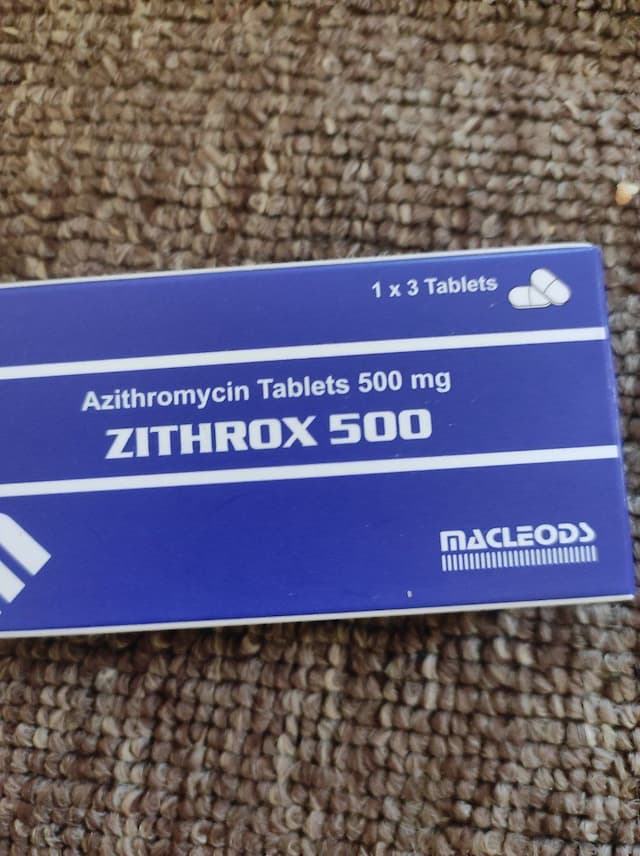 1 x 3 Tablets
Azithromycin Tablets 500 mg
ZITHROX 500
MACLEODS